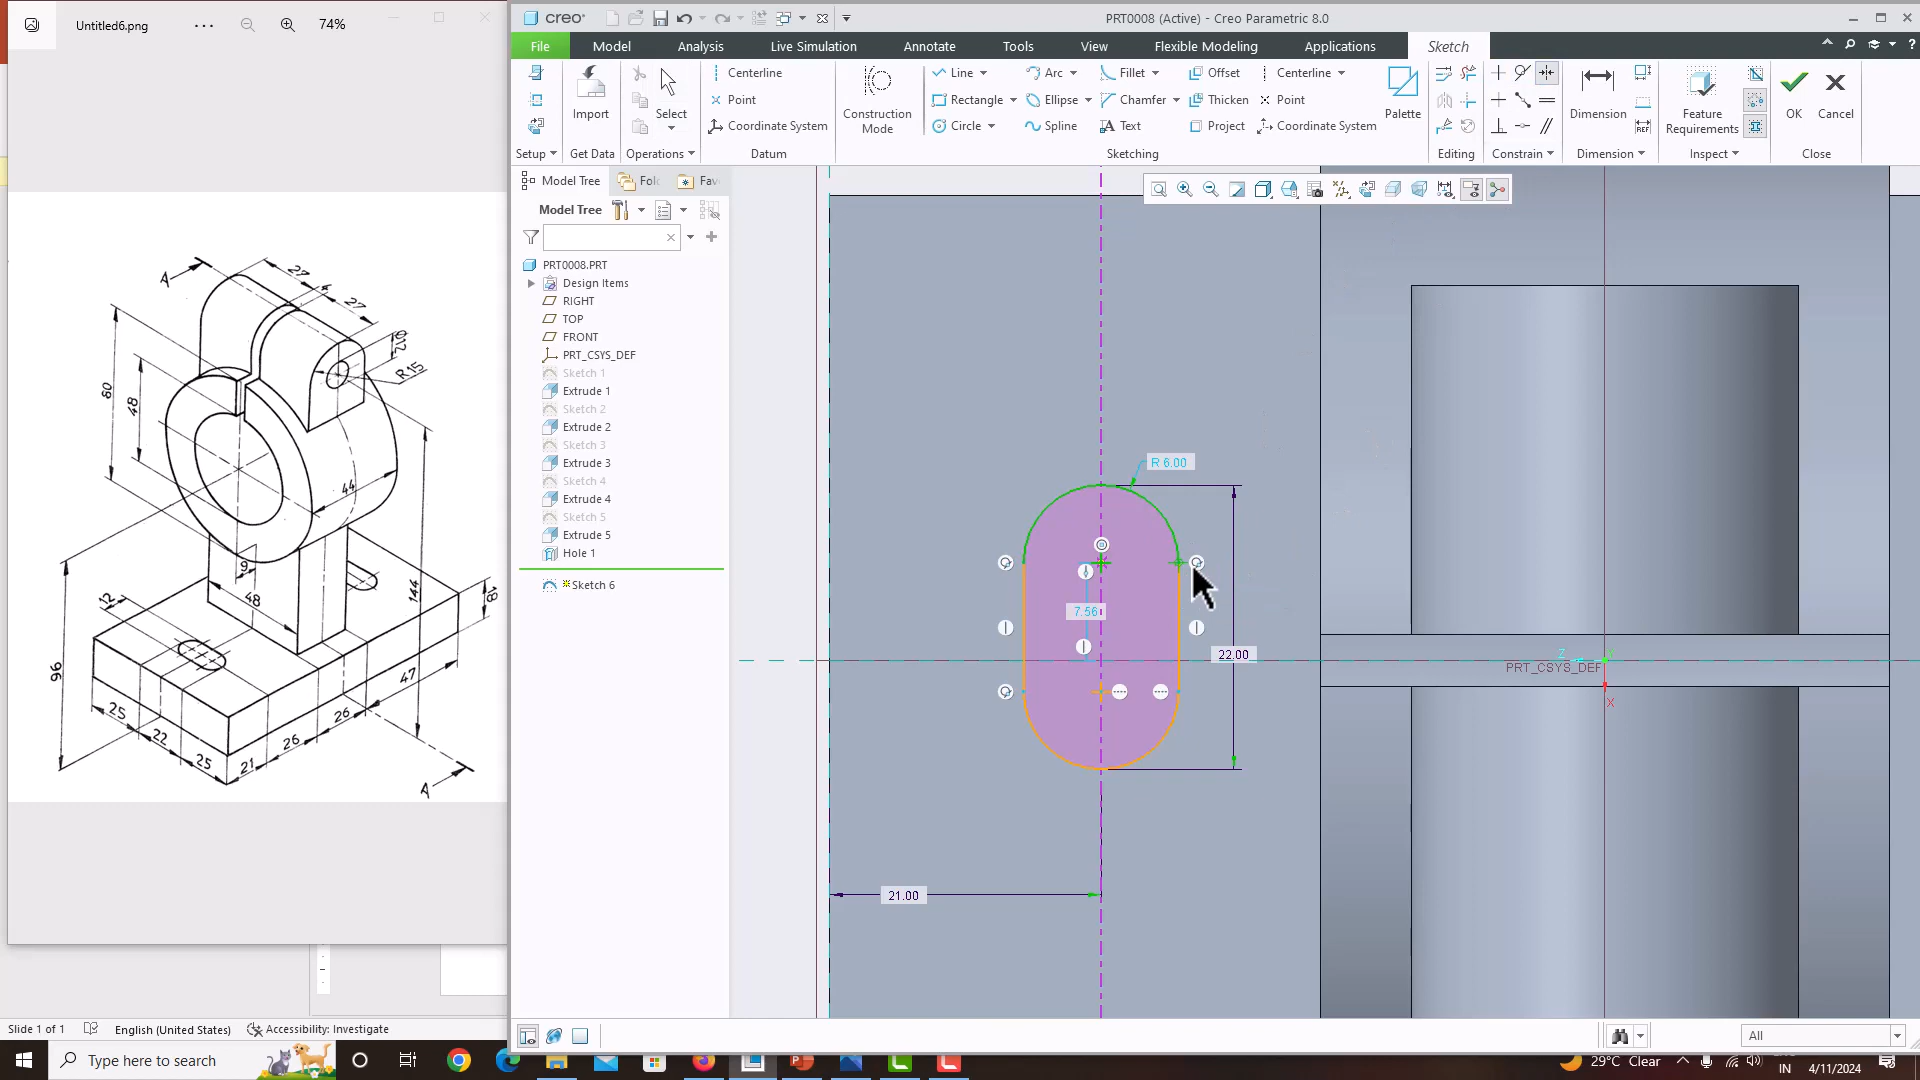 Untitled6.png
74%
A
27
4
27
Ø20
R15
80
48
44
9
48
12
144
18
96
47
25
26
22
26
25
21
A
Slide 1 of 1
English (United States)
Accessibility: Investigate
creo
PRT0008 (Active) - Creo Parametric 8.0
File
Model
Analysis
Live Simulation
Annotate
Tools
View
Flexible Modeling
Applications
Sketch
Setup
Import
Get Data
Select
Operations
Centerline
Point
Coordinate System
Datum
Construction Mode
Line
Arc
Fillet
Offset
Centerline
Rectangle
Ellipse
Chamfer
Thicken
Point
Circle
Spline
Text
Project
Coordinate System
Palette
Sketching
Editing
Constrain
Dimension
Dimension
Feature Requirements
Inspect
OK
Cancel
Close
Model Tree
Fol
Fav
Model Tree
PRT0008.PRT
Design Items
RIGHT
TOP
FRONT
PRT_CSYS_DEF
Sketch 1
Extrude 1
Sketch 2
Extrude 2
Sketch 3
Extrude 3
Sketch 4
Extrude 4
Sketch 5
Extrude 5
Hole 1
Sketch 6
R 6.00
7.56
22.00
21.00
Z
Y
PRT_CSYS_DEF
X
All
Type here to search
29°C Clear
IN
4/11/2024